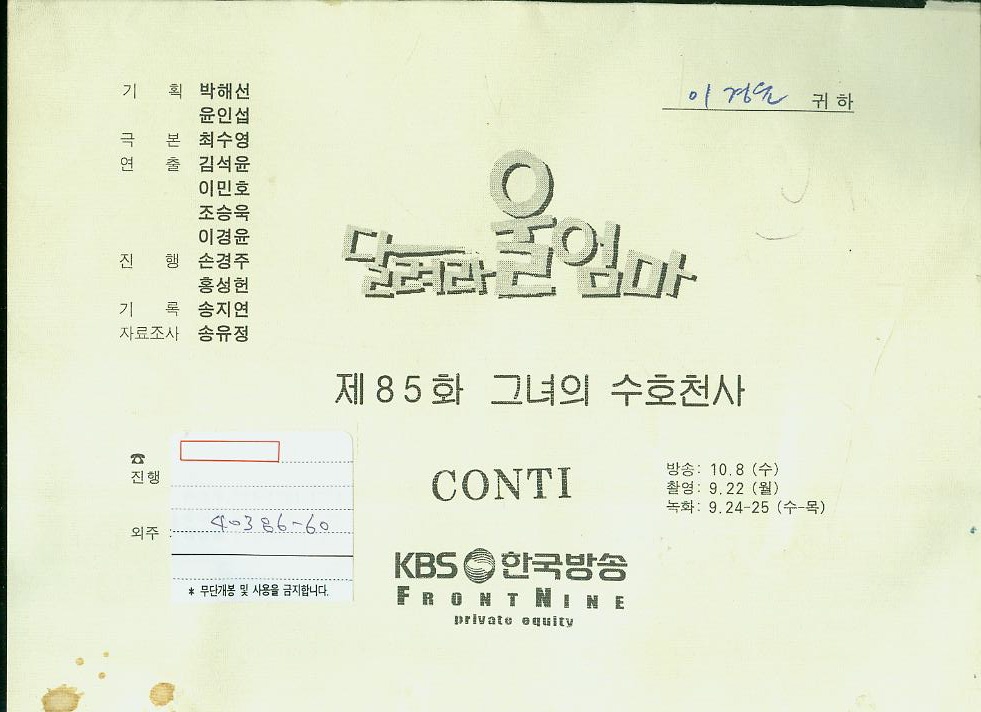 기 획 박해선
윤인섭
극 본 최수영
연 출 김석윤
이민호
조승욱
이경윤
진 행 손경주
홍성헌
기 록 송지연
자료조사 송유정
이경윤 귀하
달려라 울엄마
제85화 그녀의 수호천사
☎
진행
외주 :
40386-60
* 무단개봉 및 사용을 금지합니다.
CONTI
방송: 10.8 (수)
촬영: 9.22 (월)
녹화: 9.24-25 (수-목)
KBS 한국방송
FRONTNINE
private equity